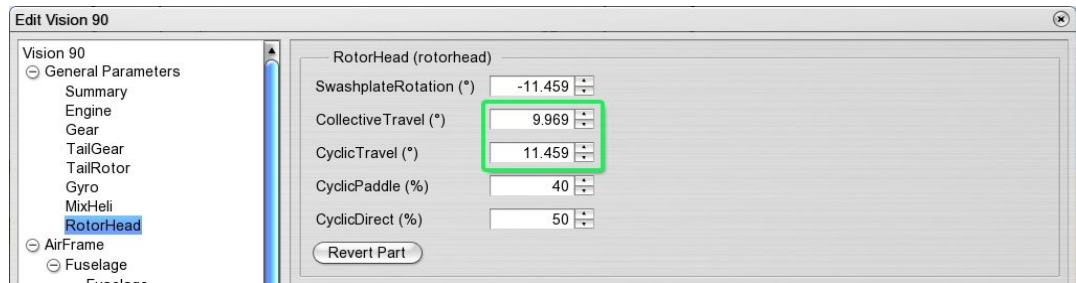 Edit Vision 90
Vision 90
General Parameters
Summary
Engine
Gear
TailGear
TailRotor
Gyro
MixHeli
RotorHead
AirFrame
Fuselage
Fuselage
RotorHead (rotorhead)
SwashplateRotation (°) -11.459
CollectiveTravel (°) 9.969
CyclicTravel (°) 11.459
CyclicPaddle (%) 40
CyclicDirect (%) 50
Revert Part